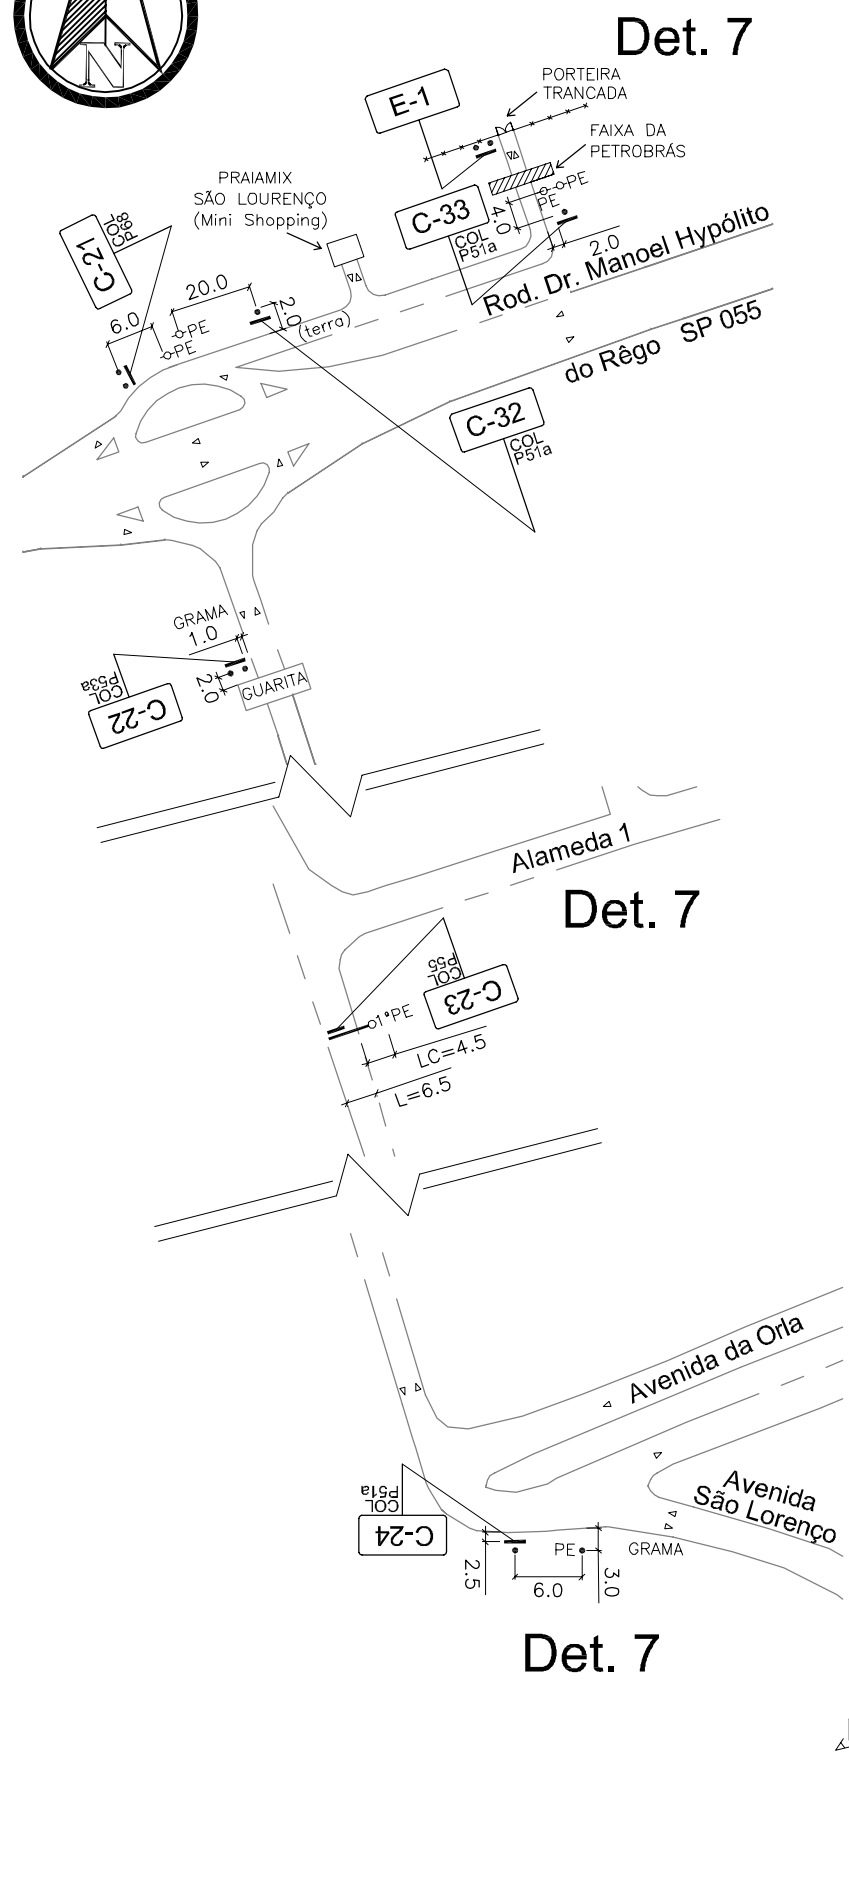 N
Det. 7
PORTEIRA
TRANCADA
E-1
FAIXA DA
PETROBRÁS
PRAIAMIX
SÃO LOURENÇO
(Mini Shopping)
C-33
COL
P51a
4.0
PE
PE
2.0
C-21
COL
P68
20.0
6.0
PE
PE
2.0
(terra)
Rod. Dr. Manoel Hypólito
do Rêgo SP 055
C-32
COL
P51a
GRAMA
1.0
2.0
GUARITA
C-22
COL
P53a
Alameda 1
Det. 7
C-23
COL
P55
1ª PE
LC=4.5
L=6.5
Avenida da Orla
Avenida
São Lorenço
C-24
COL
P51a
PE
GRAMA
2.5
6.0
3.0
Det. 7